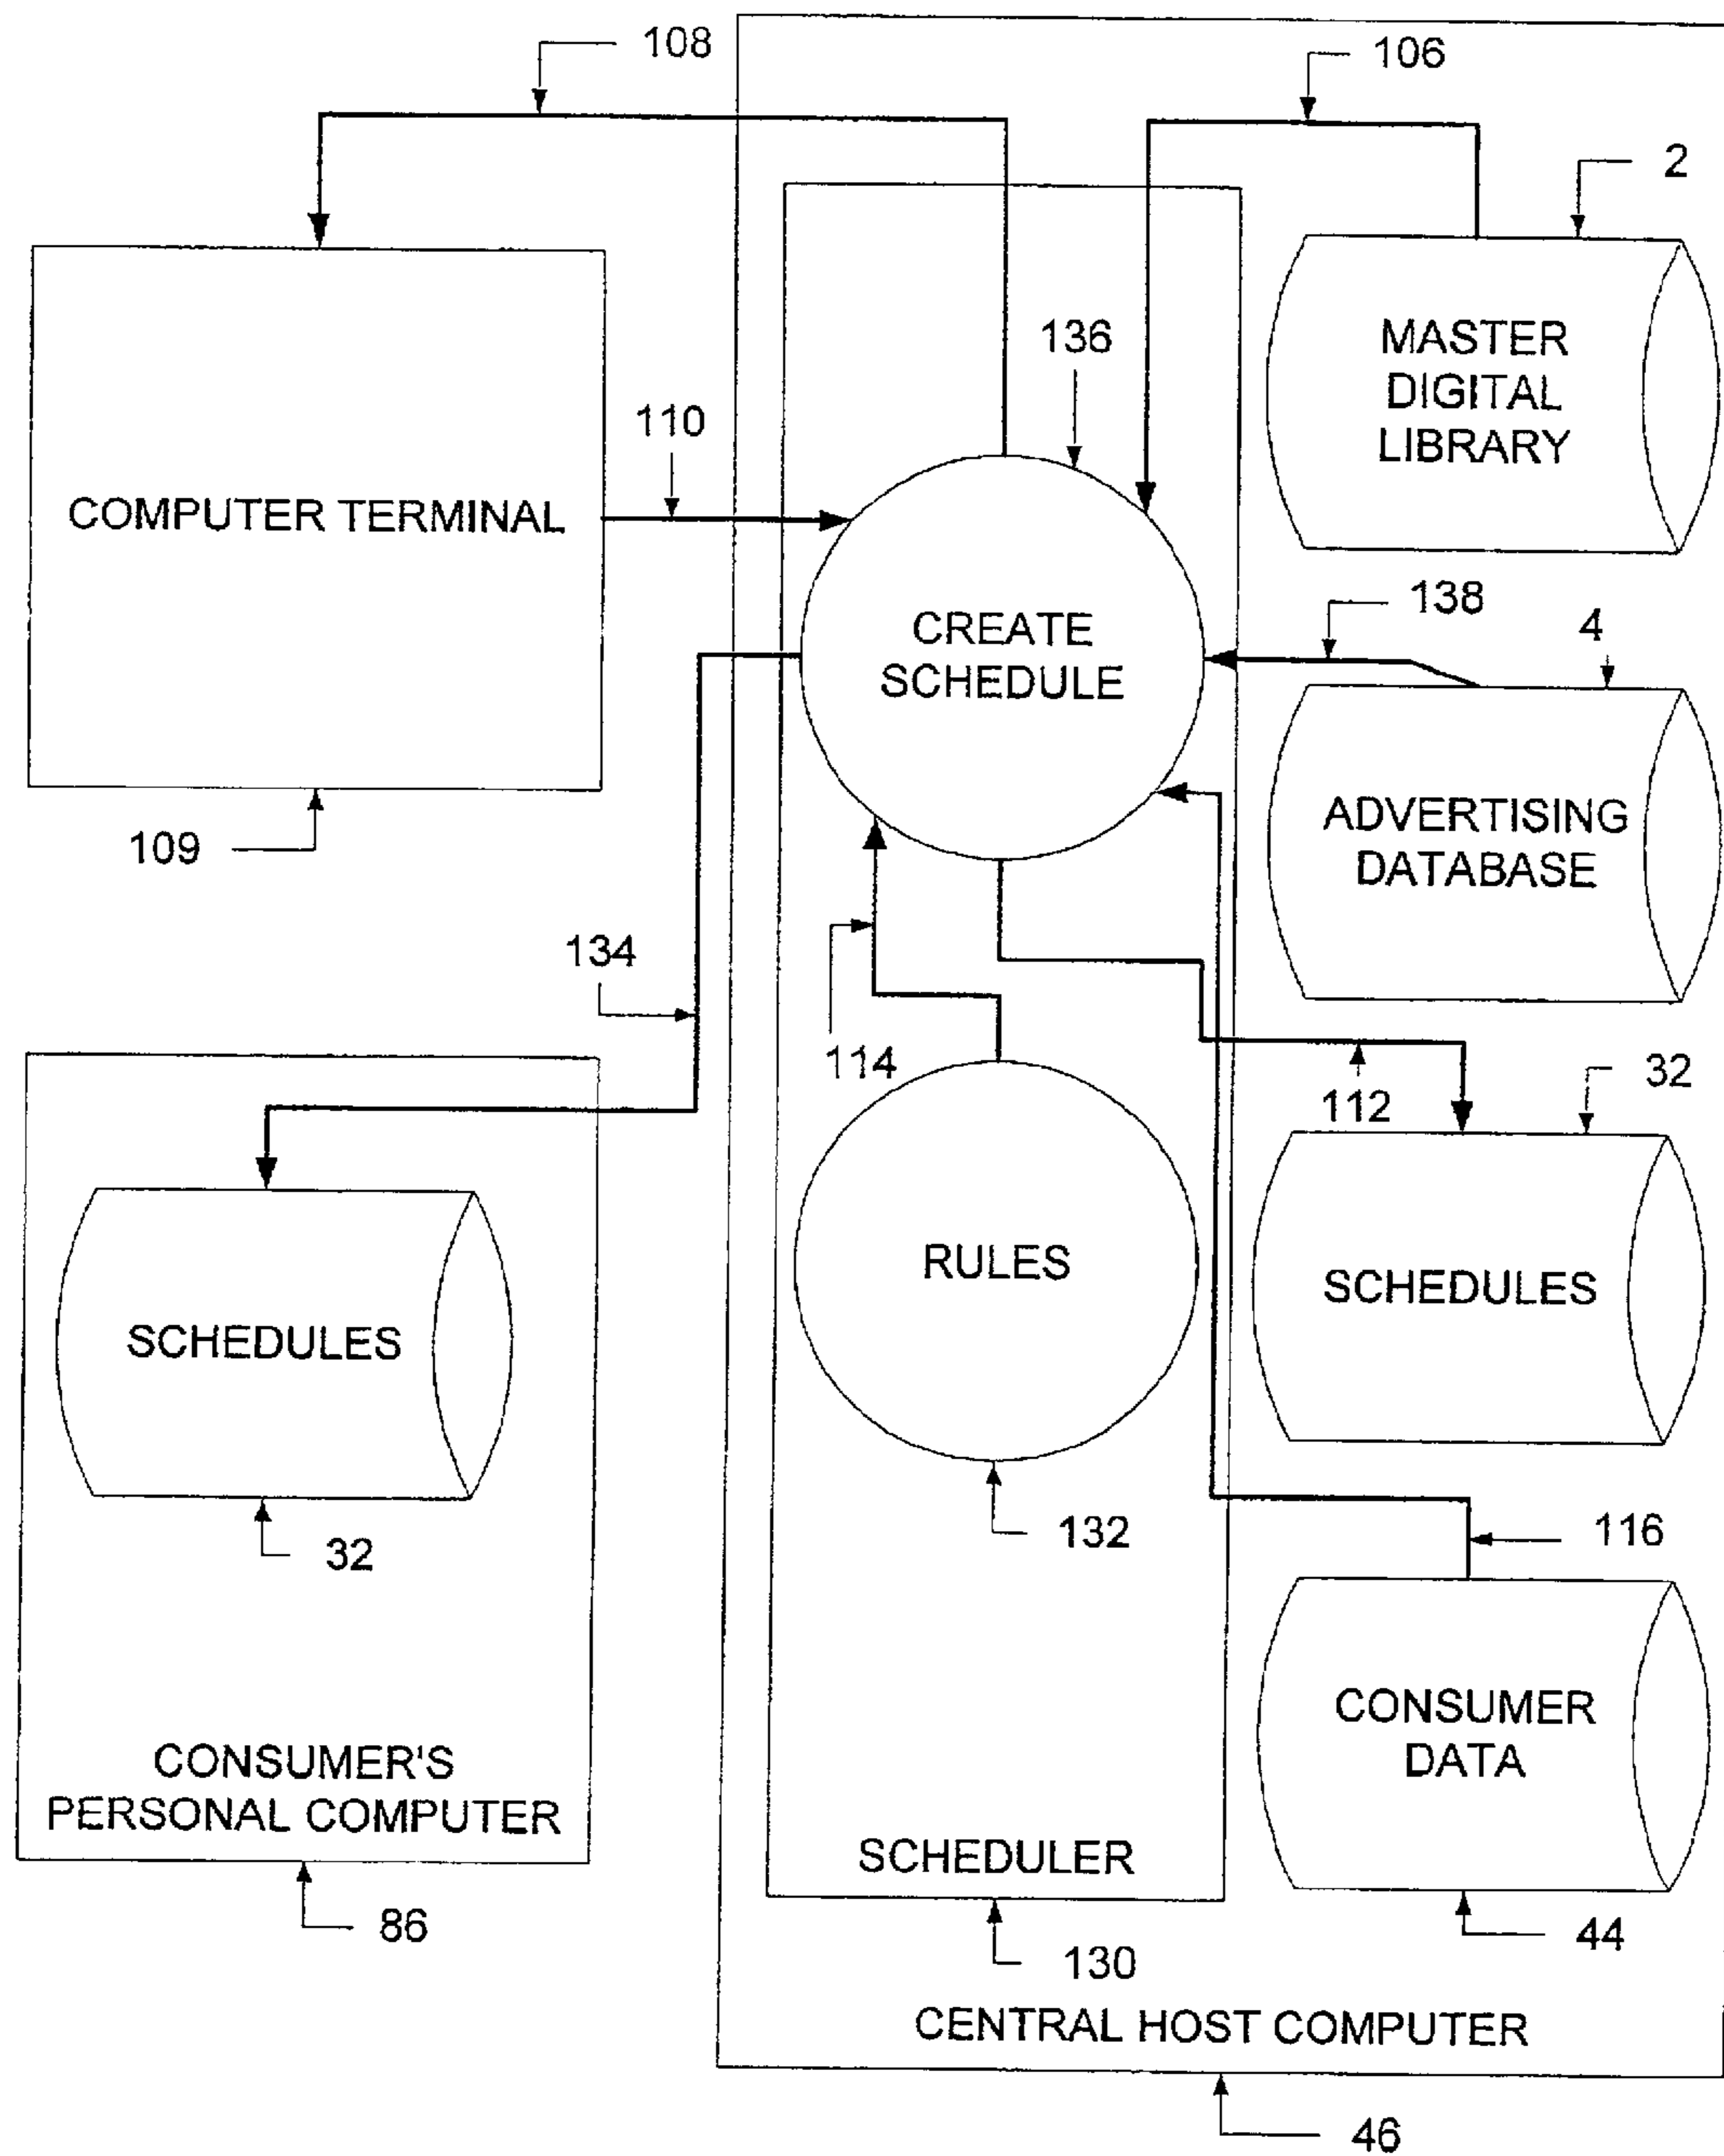 108
106
2
136
MASTER
DIGITAL
LIBRARY
110
COMPUTER TERMINAL
138
4
CREATE
SCHEDULE
109
ADVERTISING
DATABASE
134
114
112
32
RULES
SCHEDULES
SCHEDULES
32
132
116
CONSUMER
DATA
CONSUMER'S
PERSONAL COMPUTER
SCHEDULER
86
44
130
CENTRAL HOST COMPUTER
46